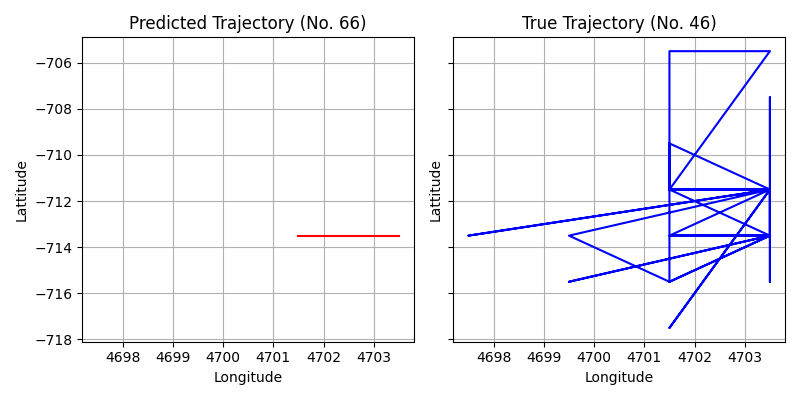 Predicted Trajectory (No. 66)
True Trajectory (No. 46)
−706
−708
−710
−712
−714
−716
−718
Lattitude
Lattitude
4698 4699 4700 4701 4702 4703
4698 4699 4700 4701 4702 4703
Longitude
Longitude